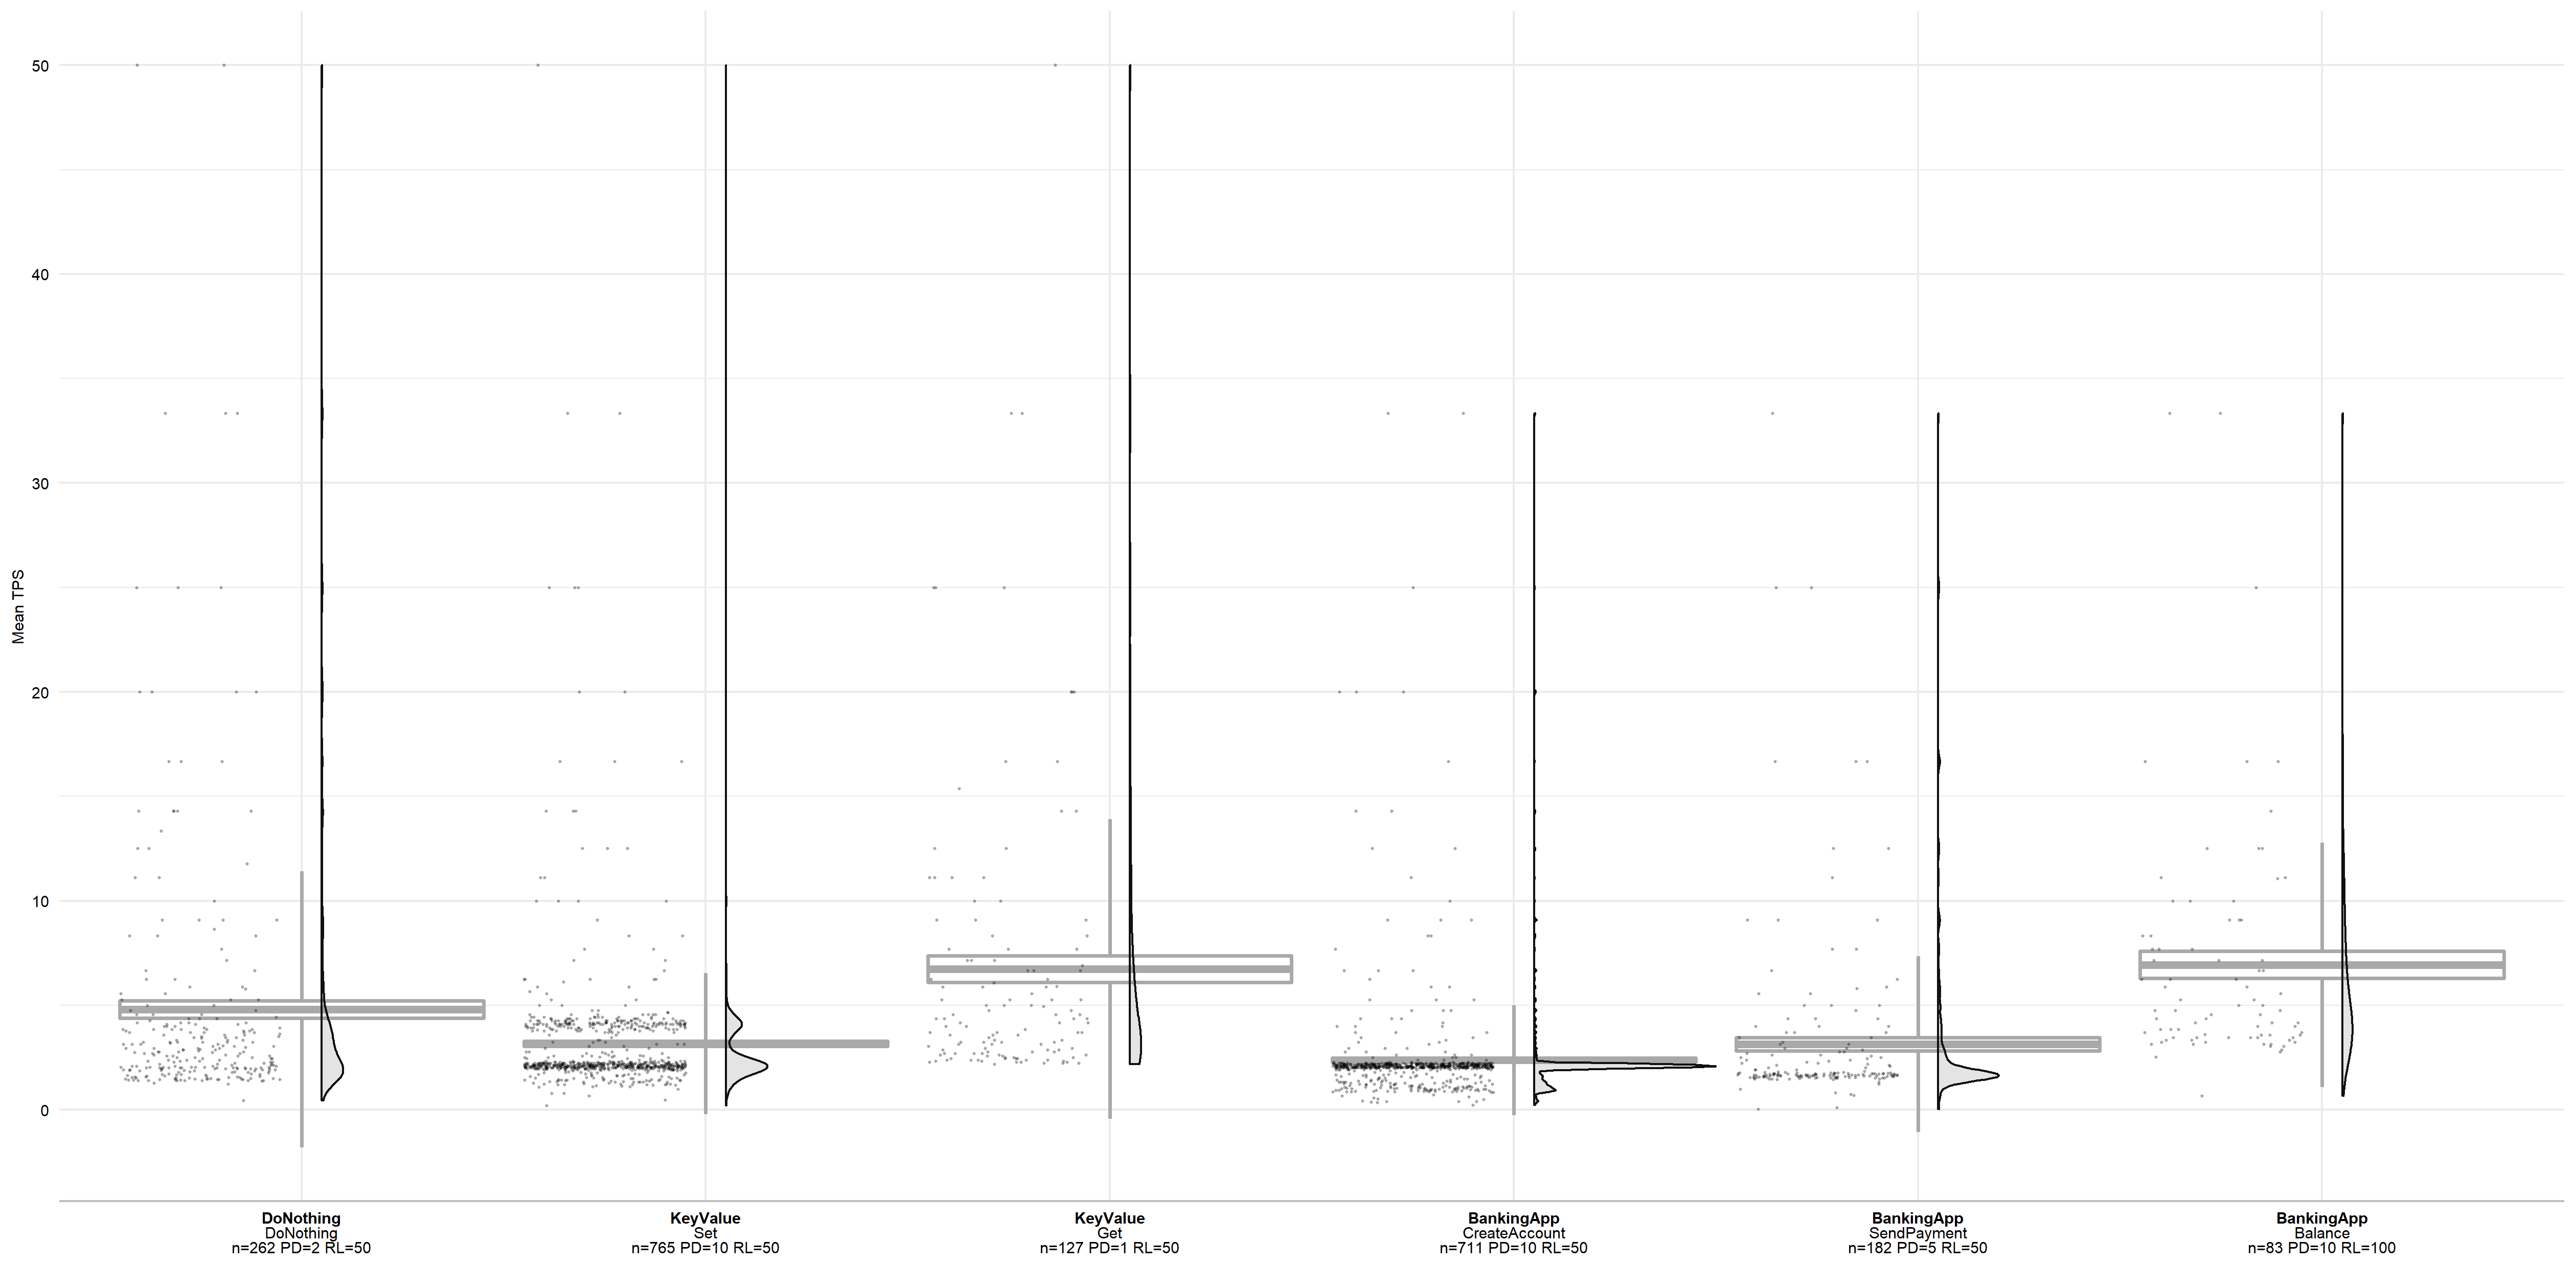 50
40
30
20
10
0
Mean TPS
DoNothing
DoNothing
n=262 PD=2 RL=50
KeyValue
Set
n=765 PD=10 RL=50
KeyValue
Get
n=127 PD=1 RL=50
BankingApp
CreateAccount
n=711 PD=10 RL=50
BankingApp
SendPayment
n=182 PD=5 RL=50
BankingApp
Balance
n=83 PD=10 RL=100